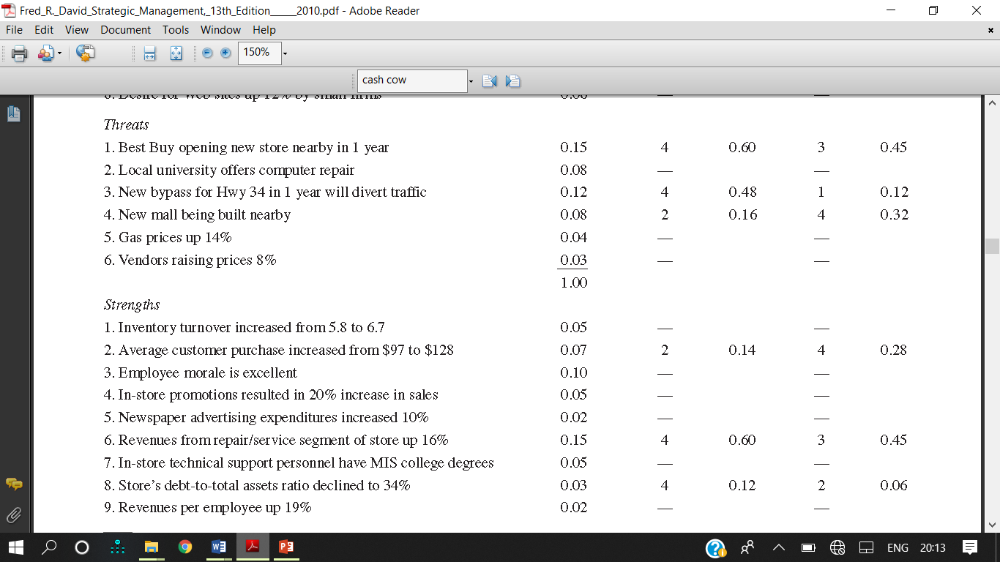 Fred_R._David_Strategic_Management,_13th_Edition_____2010.pdf - Adobe Reader
File Edit View Document Tools Window Help
150%
cash cow
8. Desire for Web sites up 12% by small firms 0.06 — —
Threats
1. Best Buy opening new store nearby in 1 year 0.15 4 0.60 3 0.45
2. Local university offers computer repair 0.08 — —
3. New bypass for Hwy 34 in 1 year will divert traffic 0.12 4 0.48 1 0.12
4. New mall being built nearby 0.08 2 0.16 4 0.32
5. Gas prices up 14% 0.04 — —
6. Vendors raising prices 8% 0.03 — —
1.00
Strengths
1. Inventory turnover increased from 5.8 to 6.7 0.05 — —
2. Average customer purchase increased from $97 to $128 0.07 2 0.14 4 0.28
3. Employee morale is excellent 0.10 — —
4. In-store promotions resulted in 20% increase in sales 0.05 — —
5. Newspaper advertising expenditures increased 10% 0.02 — —
6. Revenues from repair/service segment of store up 16% 0.15 4 0.60 3 0.45
7. In-store technical support personnel have MIS college degrees 0.05 — —
8. Store’s debt-to-total assets ratio declined to 34% 0.03 4 0.12 2 0.06
9. Revenues per employee up 19% 0.02 — —
ENG 20:13